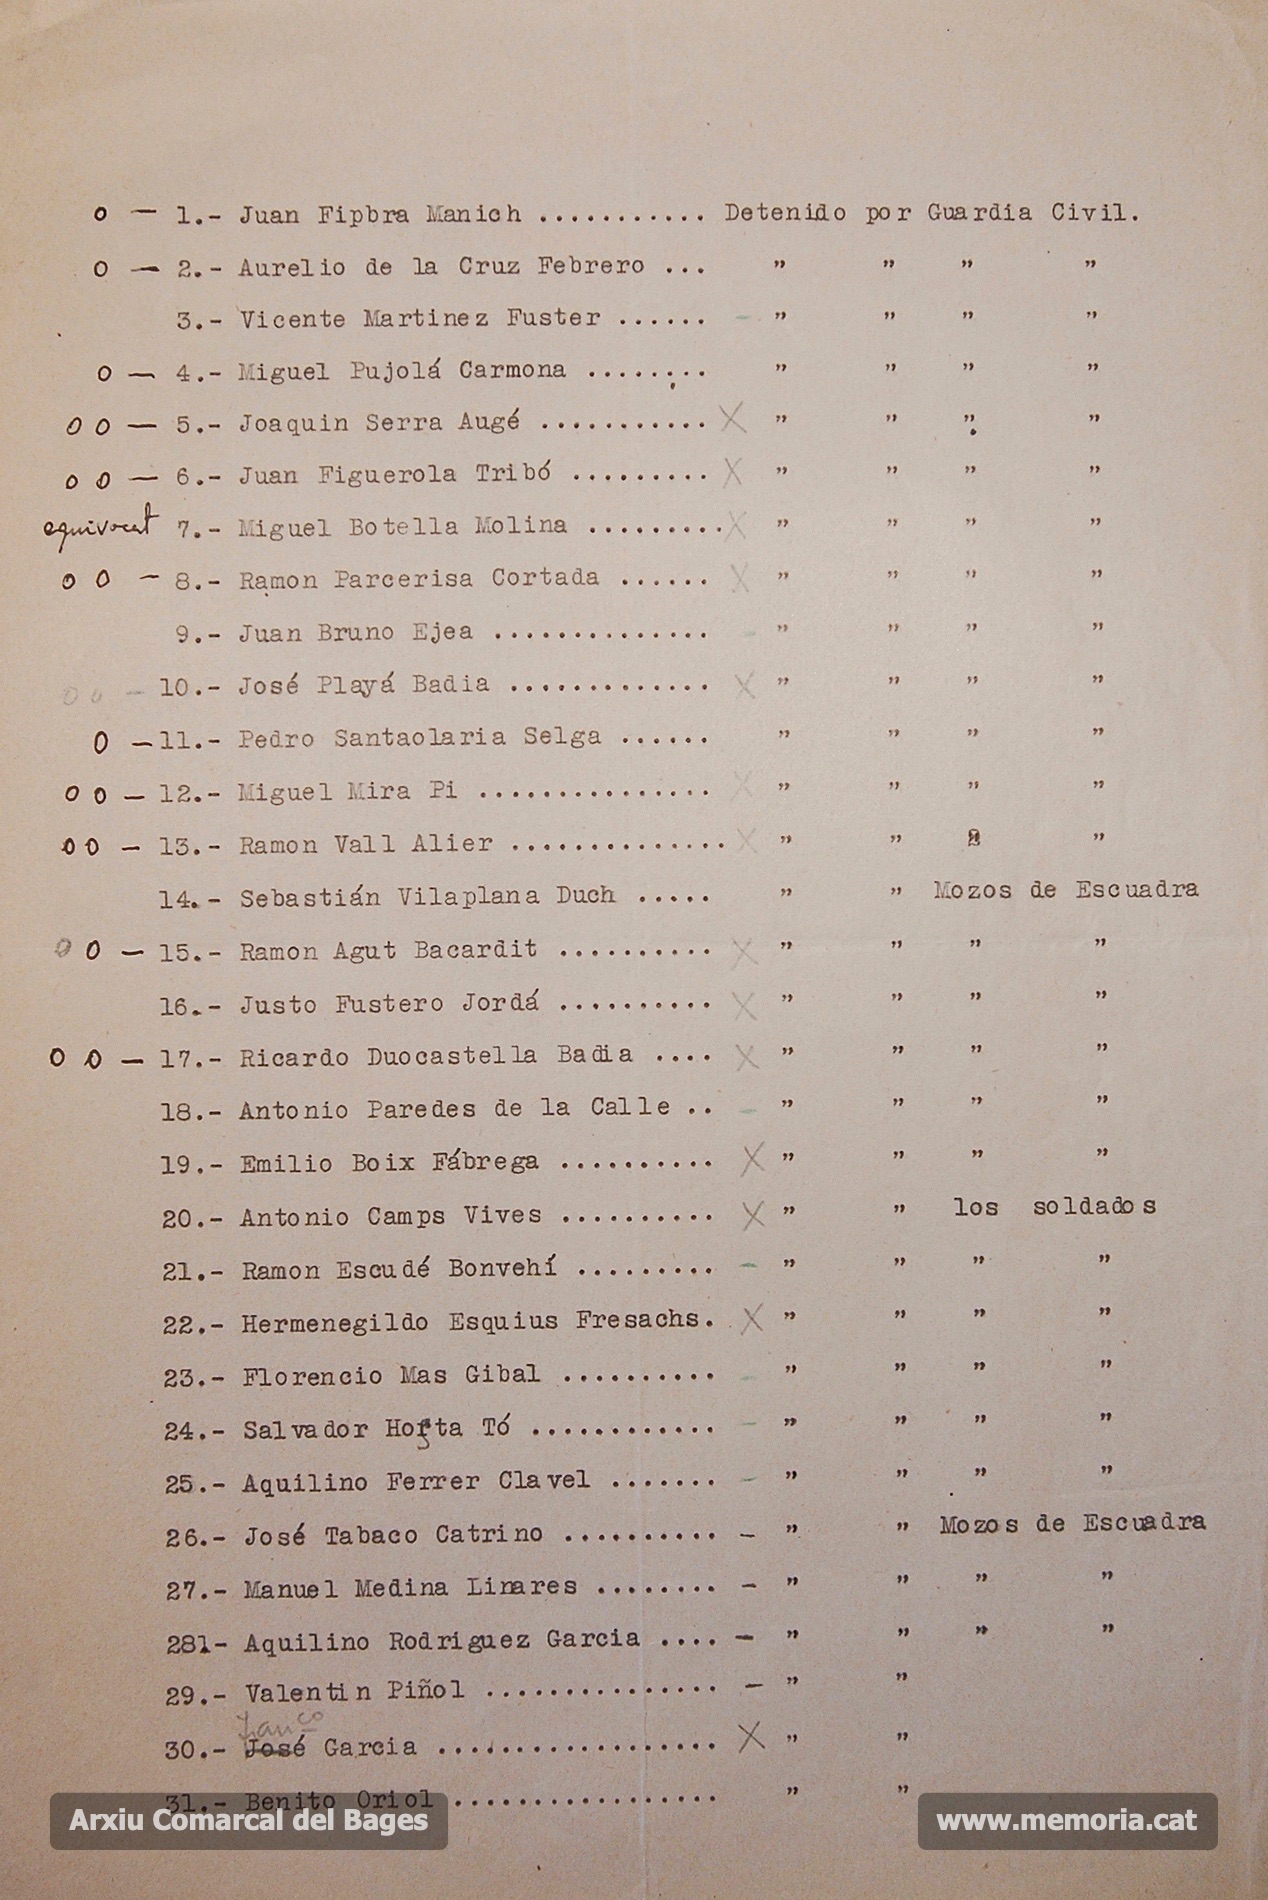 o — 1.- Juan Fipbra Manich ........... Detenido por Guardia Civil.
o — 2.- Aurelio de la Cruz Febrero ... " " " "
3.- Vicente Martinez Fuster ...... - " " " "
o — 4.- Miguel Pujolá Carmona ........ " " " "
o o — 5.- Joaquin Serra Augé ........... X " " " "
o o — 6.- Juan Figuerola Tribó ......... X " " " "
equivocat 7.- Miguel Botella Molina ......... X " " " "
o o — 8.- Ramon Parcerisa Cortada ...... X " " " "
9.- Juan Bruno Ejea .............. - " " " "
o o — 10.- José Playá Badia ............. X " " " "
o — 11.- Pedro Santaolaria Selga ...... " " " "
o o — 12.- Miguel Mira Pi ............... X " " " "
o o — 13.- Ramon Vall Alier .............. X " " " "
14.- Sebastián Vilaplana Duch ..... " " Mozos de Escuadra
o o — 15.- Ramon Agut Bacardit .......... X " " " "
16.- Justo Fustero Jordá .......... X " " " "
o o — 17.- Ricardo Duocastella Badia .... X " " " "
18.- Antonio Paredes de la Calle .. - " " " "
19.- Emilio Boix Fábrega .......... X " " " "
20.- Antonio Camps Vives .......... X " " los soldados
21.- Ramon Escudé Bonvehí ......... - " " " "
22.- Hermenegildo Esquius Fresachs. X " " " "
23.- Florencio Mas Gibal .......... - " " " "
24.- Salvador Horta Tó ............ - " " " "
25.- Aquilino Ferrer Clavel ....... - " " " "
26.- José Tabaco Catrino .......... - " " Mozos de Escuadra
27.- Manuel Medina Linares ........ - " " " "
281- Aquilino Rodriguez Garcia .... - " " " "
29.- Valentin Piñol ............... - " "
Franco
30.- José Garcia .................. X " "
31.- Benito Oriol ................. " "
Arxiu Comarcal del Bages
www.memoria.cat